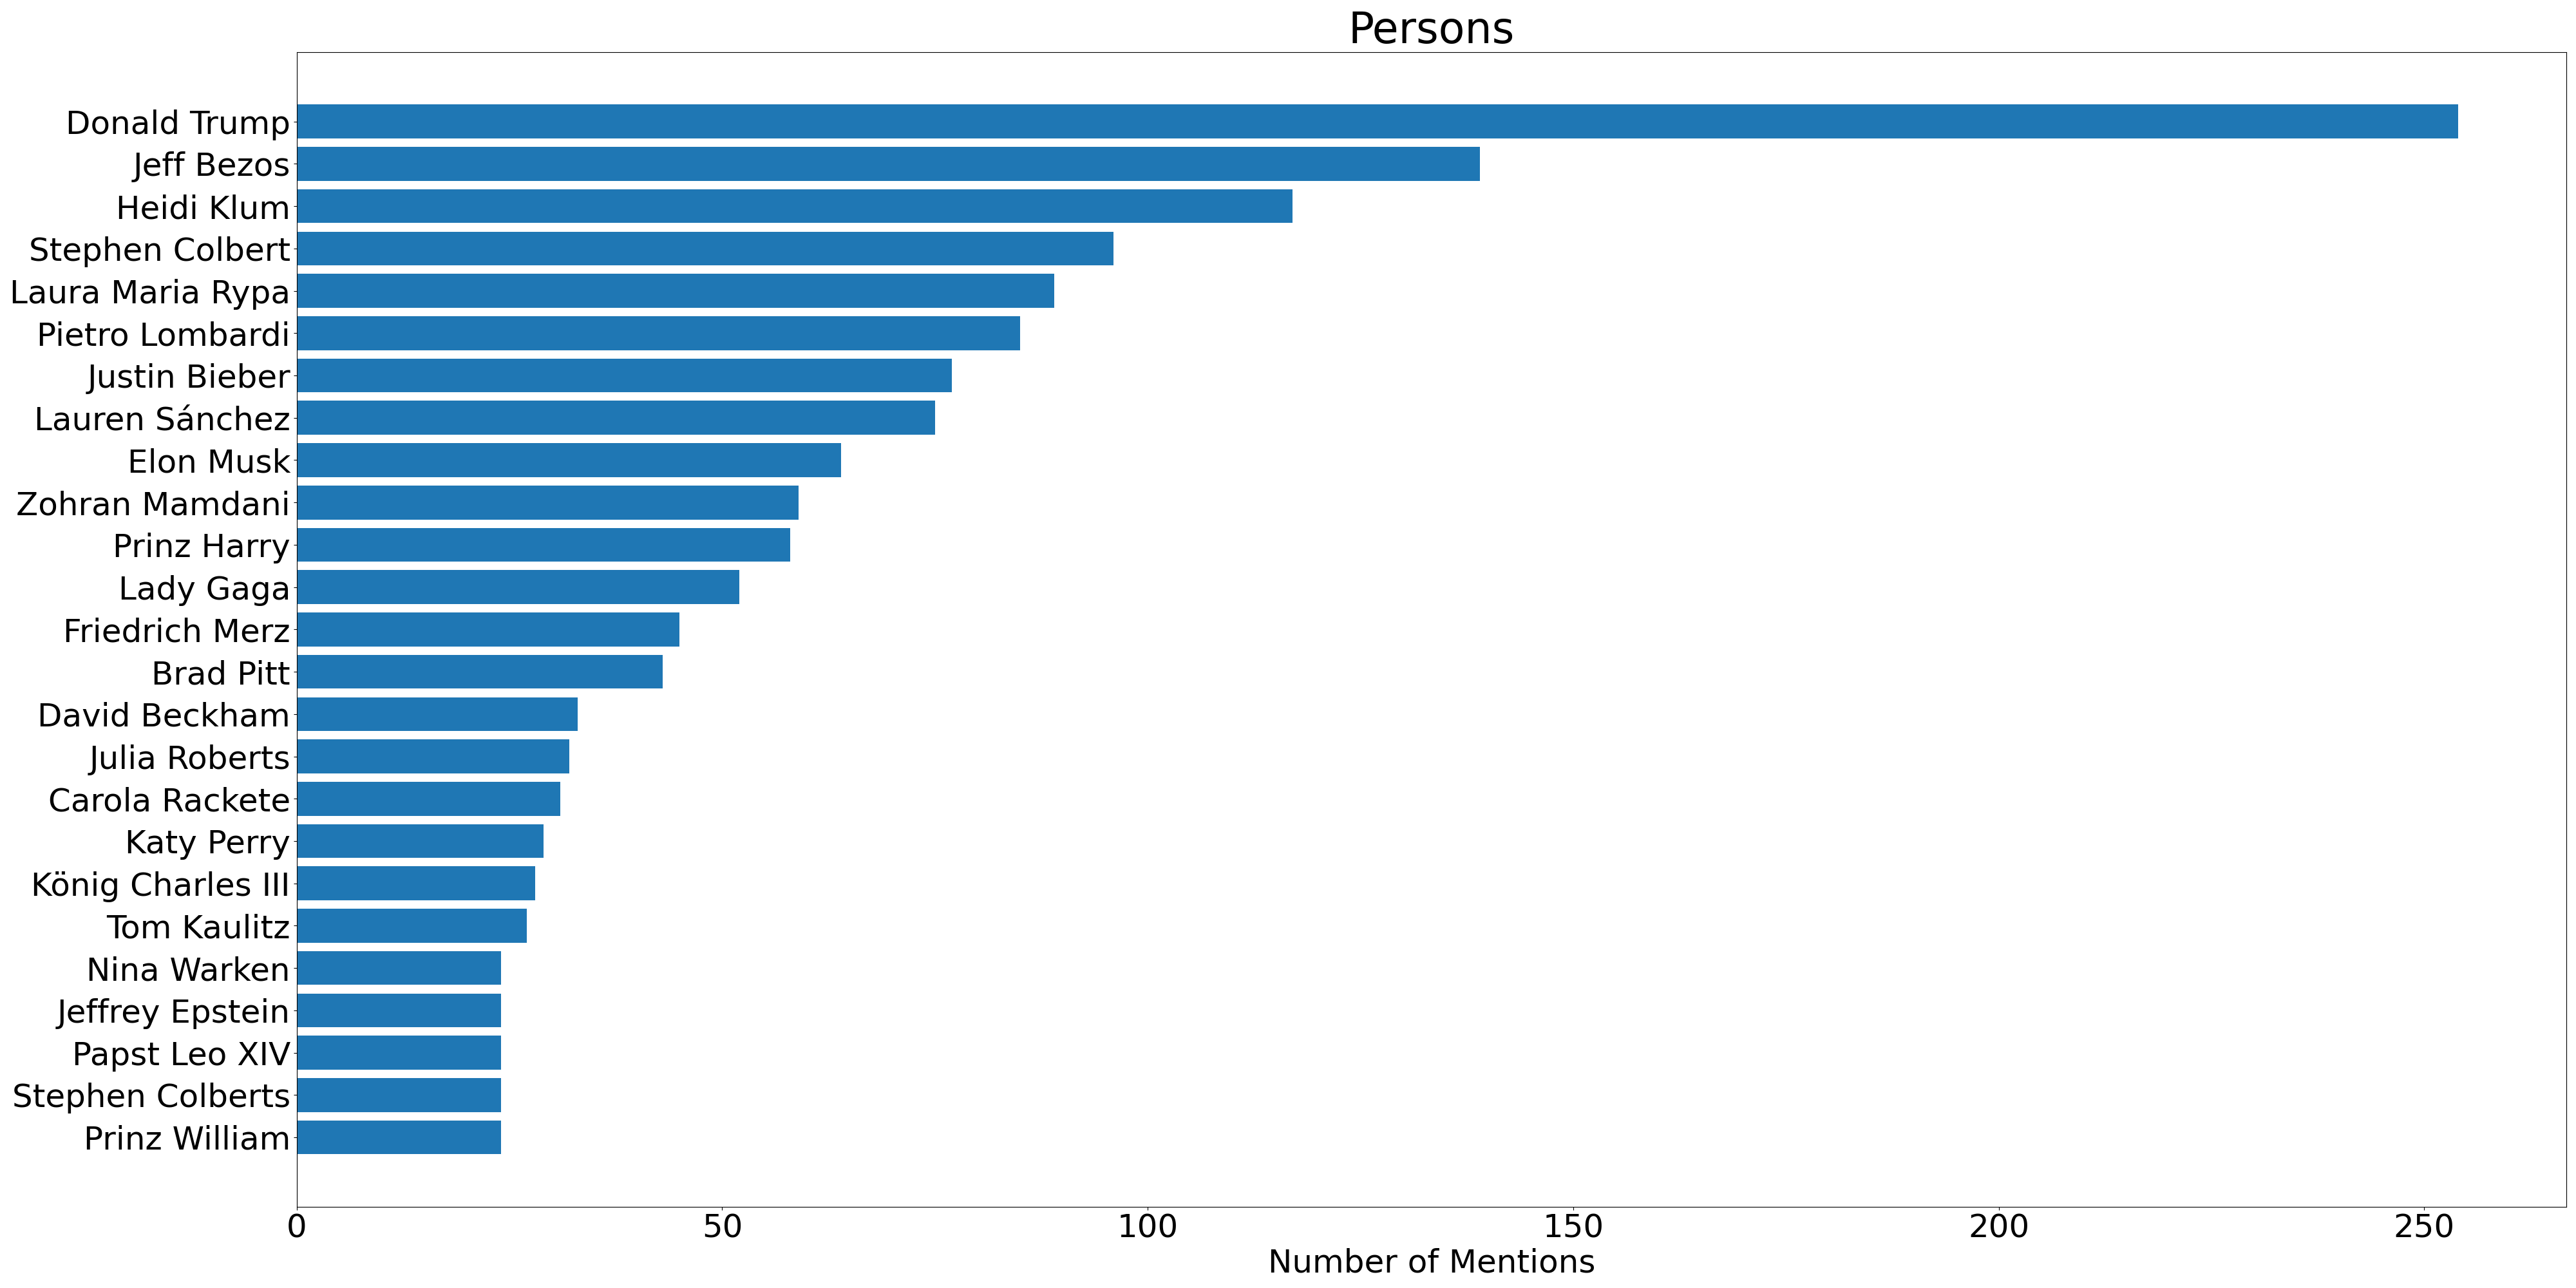 Persons
Donald Trump
Jeff Bezos
Heidi Klum
Stephen Colbert
Laura Maria Rypa
Pietro Lombardi
Justin Bieber
Lauren Sánchez
Elon Musk
Zohran Mamdani
Prinz Harry
Lady Gaga
Friedrich Merz
Brad Pitt
David Beckham
Julia Roberts
Carola Rackete
Katy Perry
König Charles III
Tom Kaulitz
Nina Warken
Jeffrey Epstein
Papst Leo XIV
Stephen Colberts
Prinz William
0 50 100 150 200 250
Number of Mentions